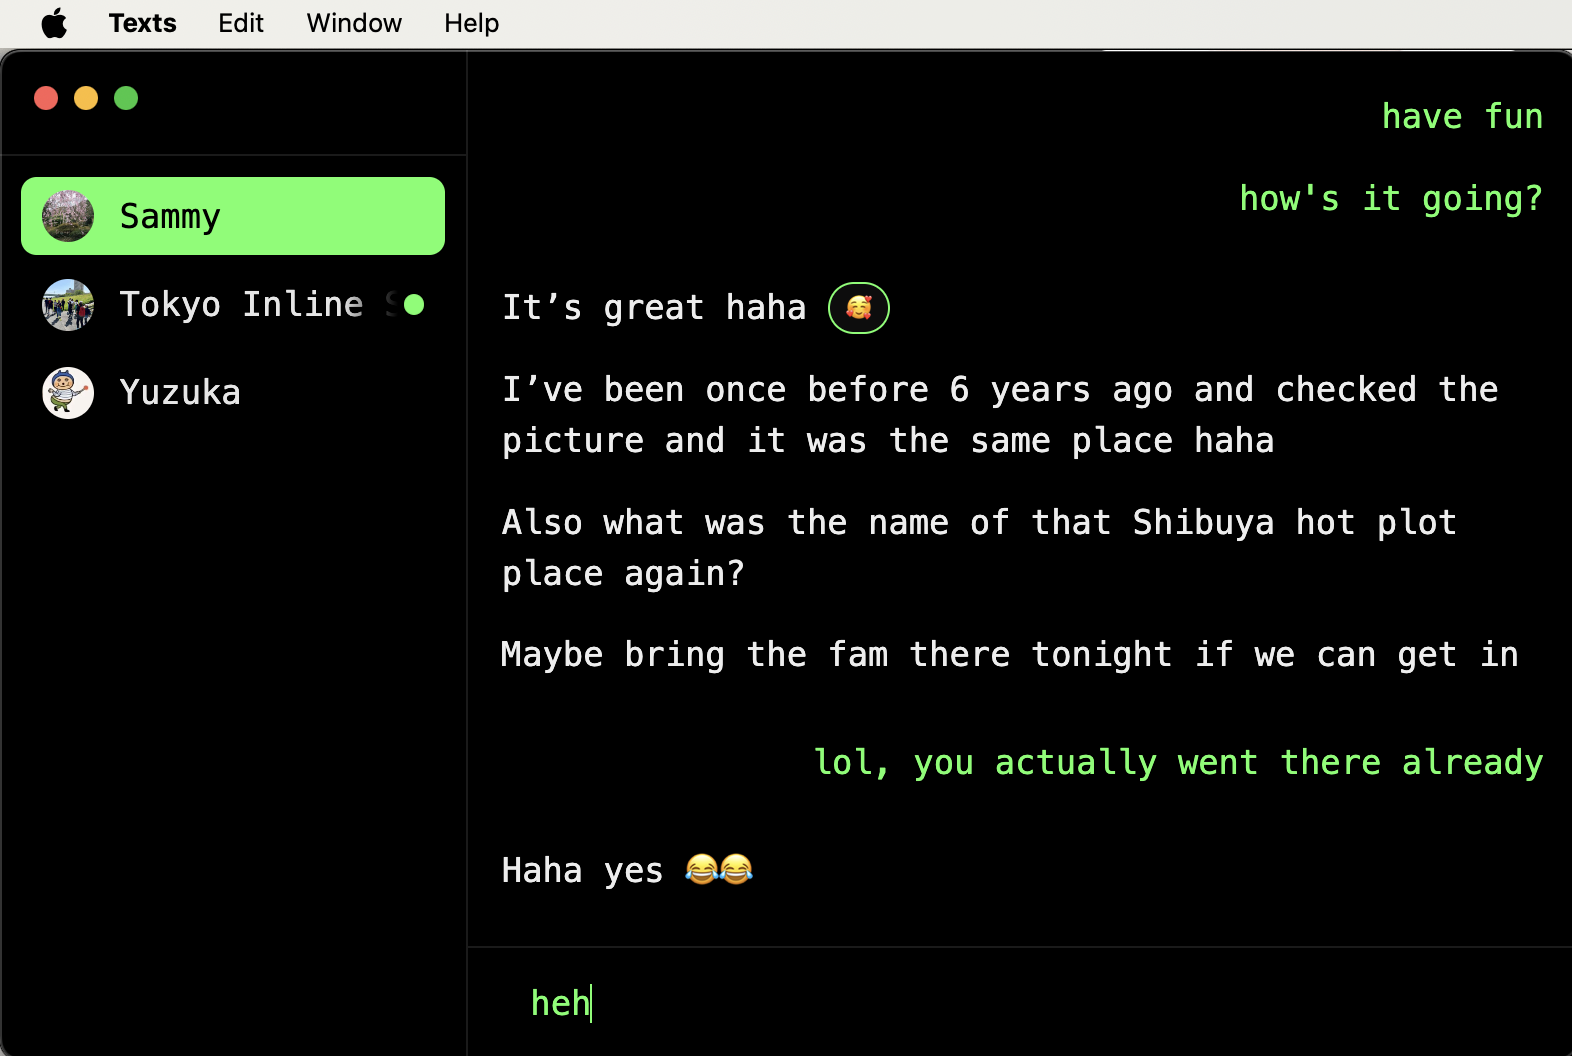 Texts Edit Window Help
Sammy
Tokyo Inline
Yuzuka
have fun
how's it going?
It’s great haha 🥰
I’ve been once before 6 years ago and checked the
picture and it was the same place haha
Also what was the name of that Shibuya hot plot
place again?
Maybe bring the fam there tonight if we can get in
lol, you actually went there already
Haha yes 😂😂
heh